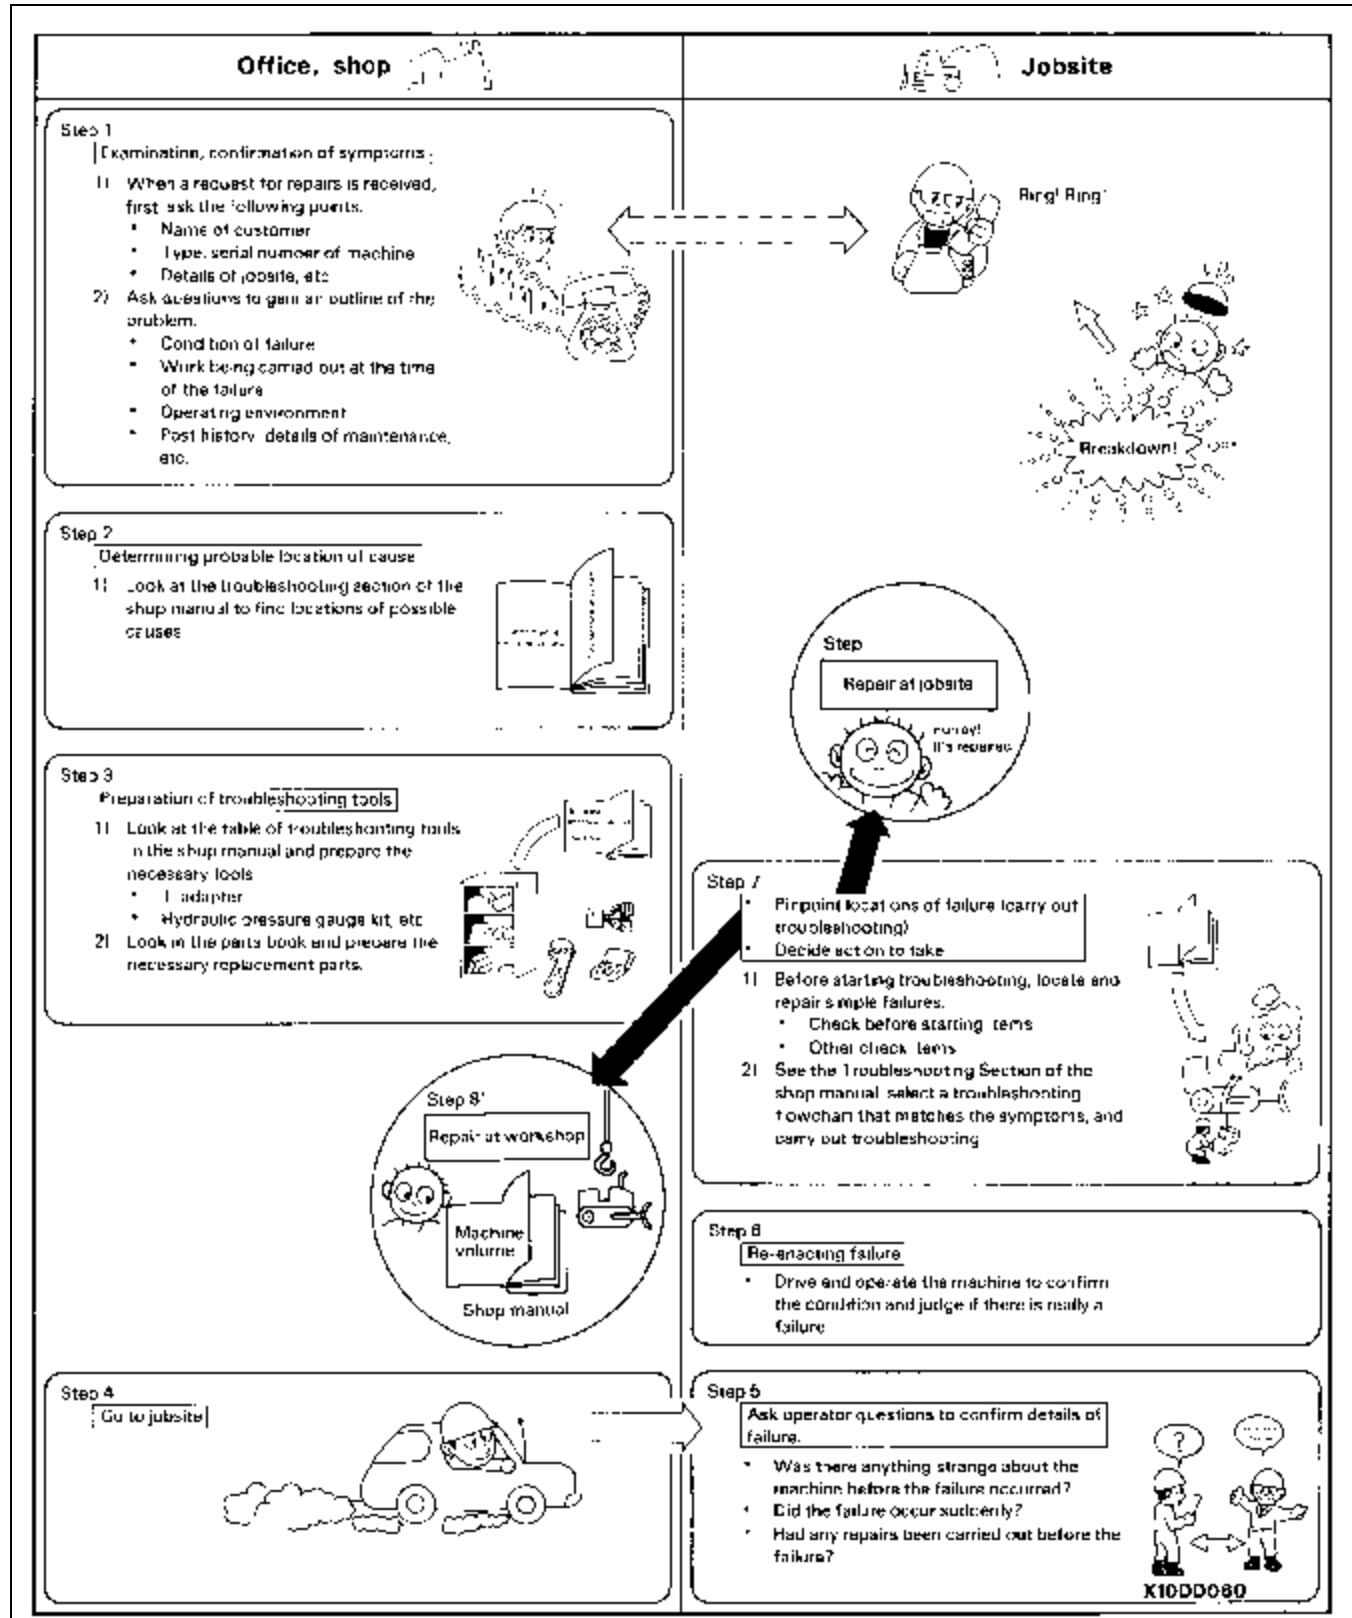 Office, shop
Jobsite
Step 1
Examination, confirmation of symptoms
1) When a request for repairs is received,
first ask the following points.
• Name of customer
• Type, serial number of machine
• Details of jobsite, etc
2) Ask questions to gain an outline of the
problem.
• Condition of failure
• Work being carried out at the time
of the failure
• Operating environment
• Past history, details of maintenance,
etc.
Ring! Ring!
Breakdown!
Step 2
Determining probable location of cause
1) Look at the troubleshooting section of the
shop manual to find locations of possible
causes
Step
Repair at jobsite
Hurray!
It's repaired
Step 3
Preparation of troubleshooting tools
1) Look at the table of troubleshooting tools
in the shop manual and prepare the
necessary tools
• T-adapter
• Hydraulic pressure gauge kit, etc
2) Look in the parts book and prepare the
necessary replacement parts.
Step 7
• Pinpoint locations of failure (carry out
troubleshooting)
• Decide action to take
1) Before starting troubleshooting, locate and
repair simple failures.
• Check before starting items
• Other check items
2) See the Troubleshooting Section of the
shop manual, select a troubleshooting
flowchart that matches the symptoms, and
carry out troubleshooting
Step 8'
Repair at workshop
Machine
volume
Shop manual
Step 6
Re-enacting failure
• Drive and operate the machine to confirm
the condition and judge if there is really a
failure
Step 4
Go to jobsite
Step 5
Ask operator questions to confirm details of
failure.
• Was there anything strange about the
machine before the failure occurred?
• Did the failure occur suddenly?
• Had any repairs been carried out before the
failure?
?
X10DD060